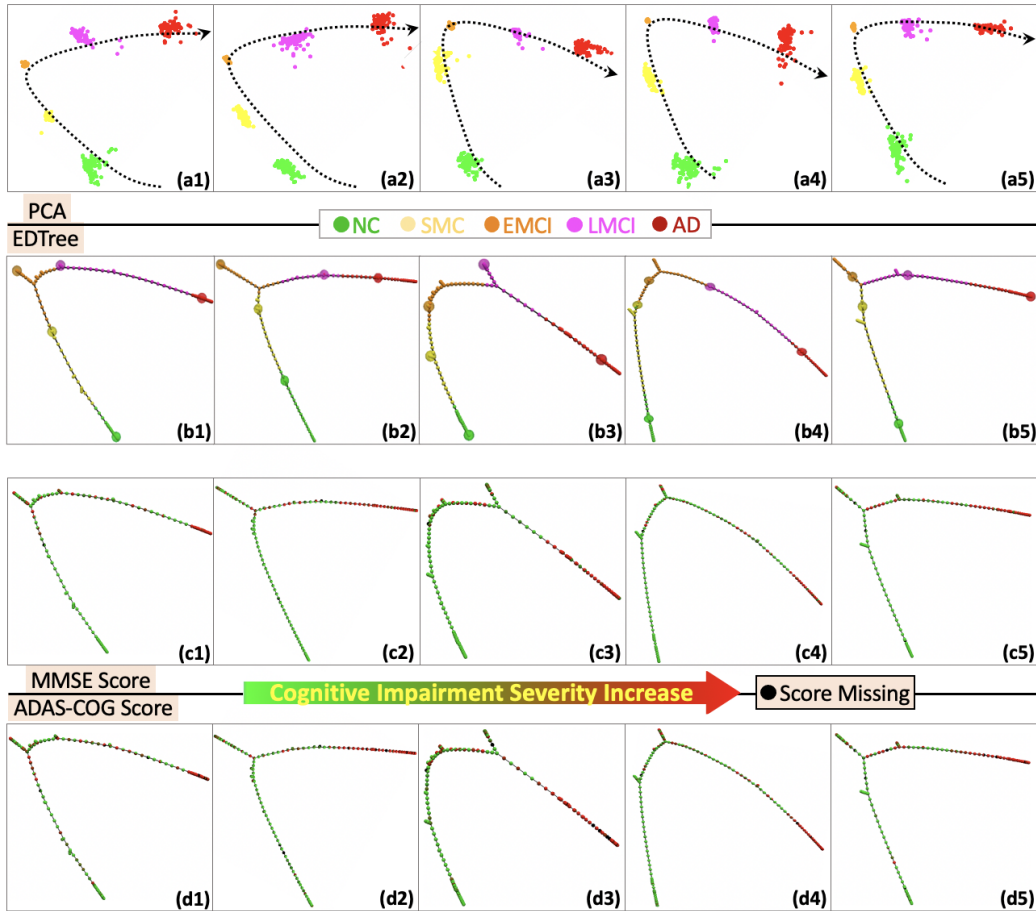 (a1) (a2) (a3) (a4) (a5)
PCA
EDTree
NC SMC EMCI LMCI AD
(b1) (b2) (b3) (b4) (b5)
(c1) (c2) (c3) (c4) (c5)
MMSE Score
ADAS-COG Score
Cognitive Impairment Severity Increase
Score Missing
(d1) (d2) (d3) (d4) (d5)